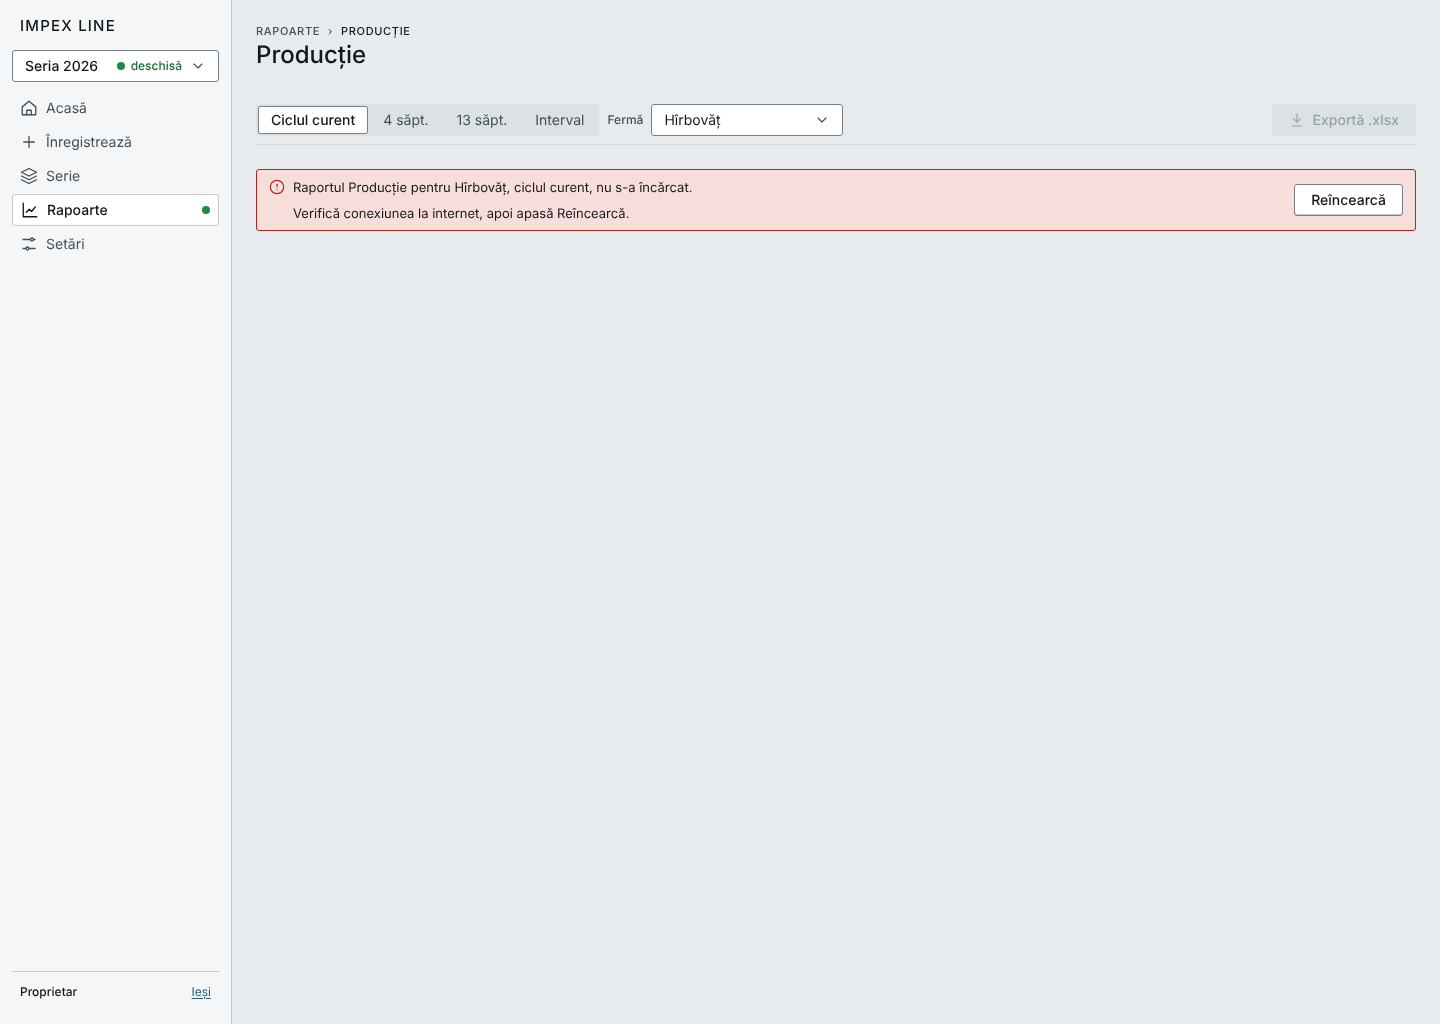 IMPEX LINE
Seria 2026 deschisă
Acasă
Înregistrează
Serie
Rapoarte
Setări
Proprietar Ieși
RAPOARTE › PRODUCȚIE
Producție
Ciclul curent 4 săpt. 13 săpt. Interval Fermă Hîrbovăț Exportă .xlsx
Raportul Producție pentru Hîrbovăț, ciclul curent, nu s-a încărcat.
Verifică conexiunea la internet, apoi apasă Reîncearcă.
Reîncearcă